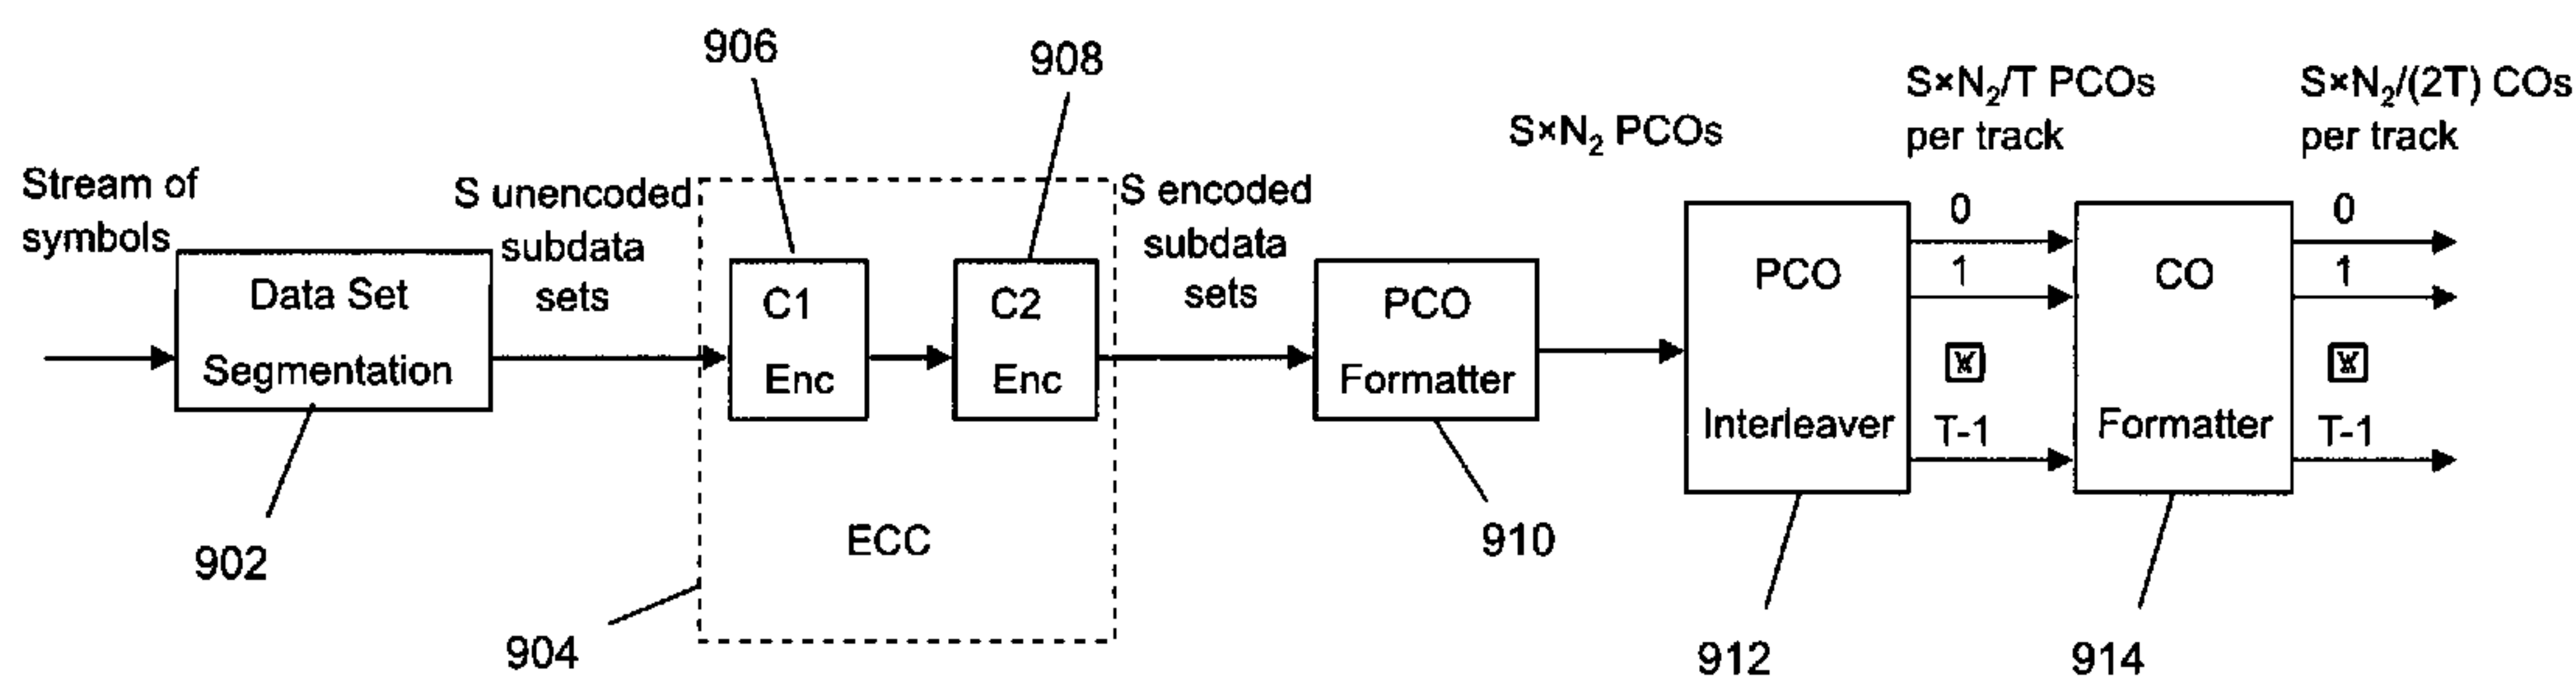 906
908
S×N₂/T PCOs
per track
S×N₂/(2T) COs
per track
S×N₂ PCOs
Stream of
symbols
S unencoded
subdata
sets
S encoded
subdata
sets
0
0
Data Set
Segmentation
C1
Enc
C2
Enc
PCO
Formatter
PCO
Interleaver
1
CO
Formatter
1
T-1
T-1
ECC
902
904
910
912
914